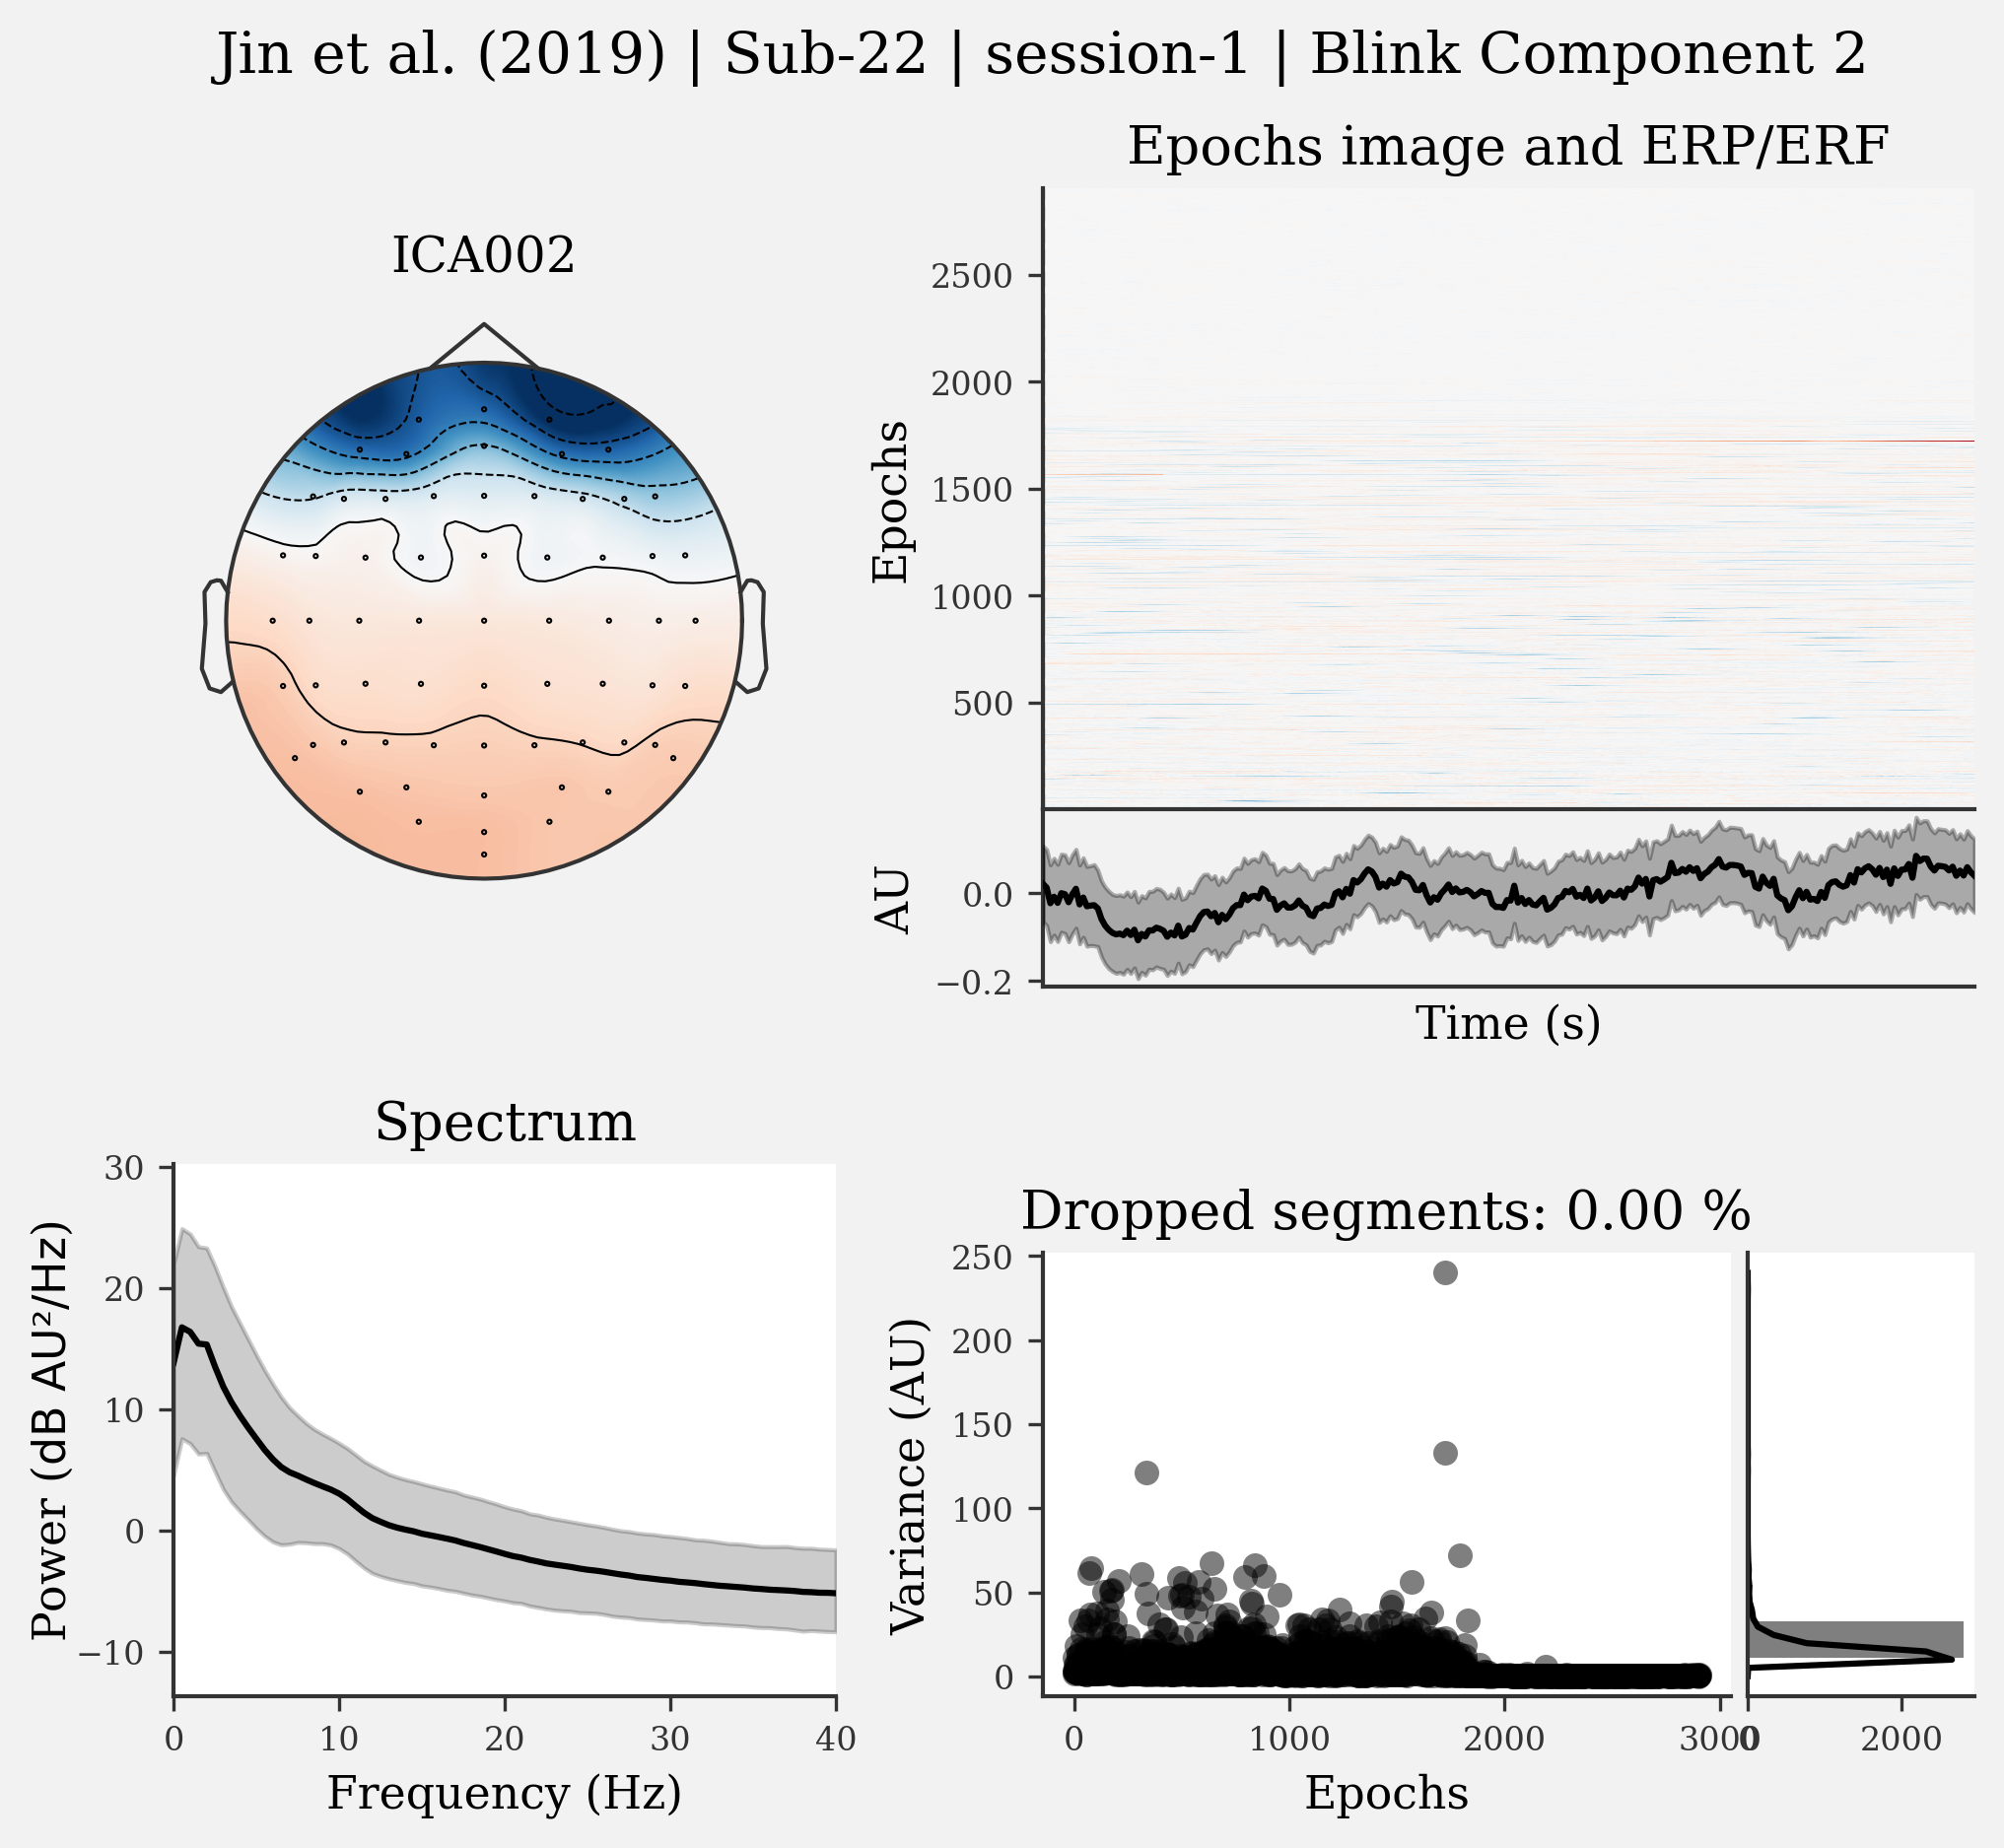 Jin et al. (2019) | Sub-22 | session-1 | Blink Component 2
ICA002
Epochs image and ERP/ERF
2500
2000
1500
1000
500
Epochs
0.0
−0.2
AU
Time (s)
Spectrum
30
20
10
0
−10
Power (dB AU²/Hz)
0 10 20 30 40
Frequency (Hz)
Dropped segments: 0.00 %
250
200
150
100
50
0
Variance (AU)
0 1000 2000 3000
0 2000
Epochs